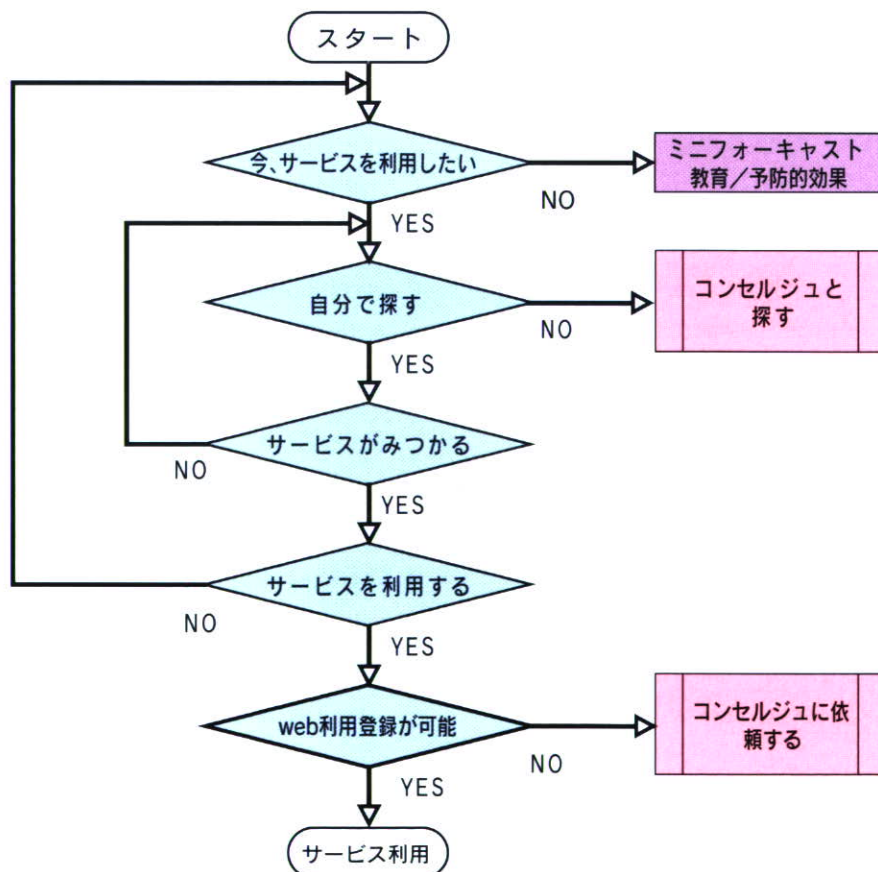 スタート
今、サービスを利用したい
ミニフォーキャスト
教育／予防的効果
NO
YES
自分で探す
コンセルジュと
探す
NO
YES
サービスがみつかる
NO
YES
サービスを利用する
NO
YES
web利用登録が可能
コンセルジュに依
頼する
NO
YES
サービス利用